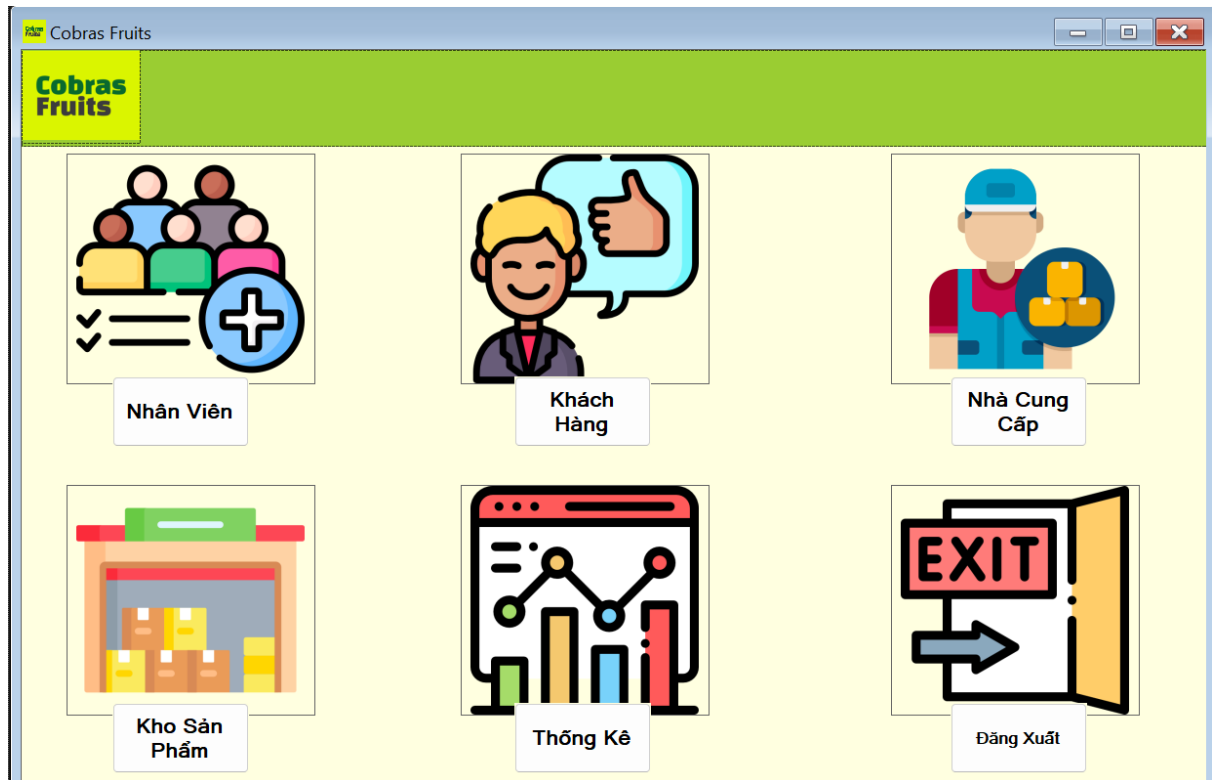 Cobras Fruits
Cobras
Fruits
Nhân Viên
Khách
Hàng
Nhà Cung
Cấp
EXIT
Kho Sản
Phẩm
Thống Kê
Đăng Xuất